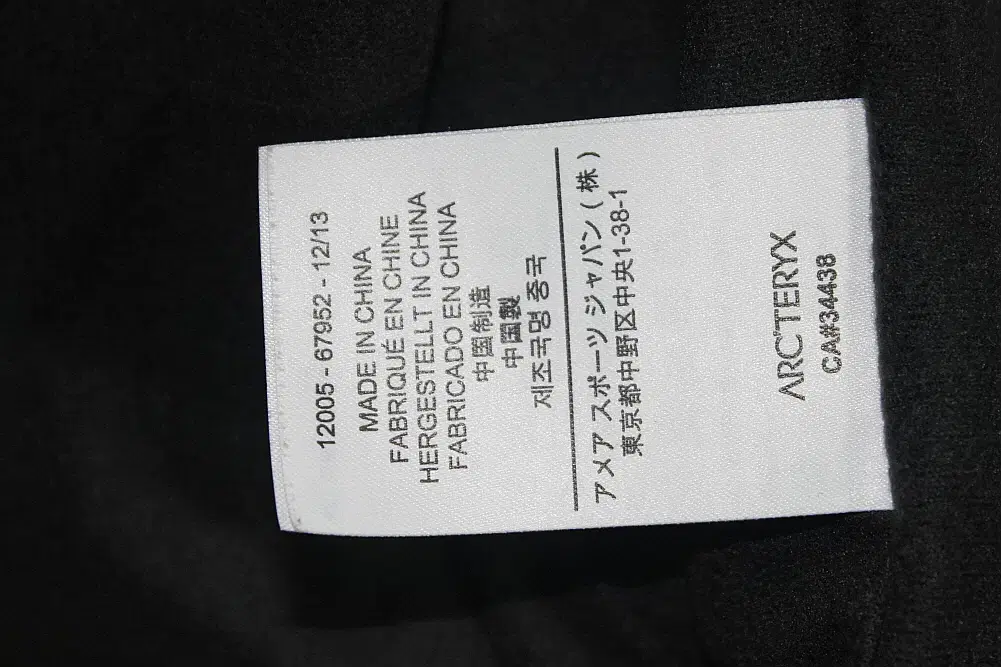 12005 - 67952 - 12/13
MADE IN CHINA
FABRIQUÉ EN CHINE
HERGESTELLT IN CHINA
FABRICADO EN CHINA
中国制造
中国製
제조국명 중국
アメア スポーツ ジャパン ( 株 )
東京都中野区中央1-38-1
ARC'TERYX
CA#34438